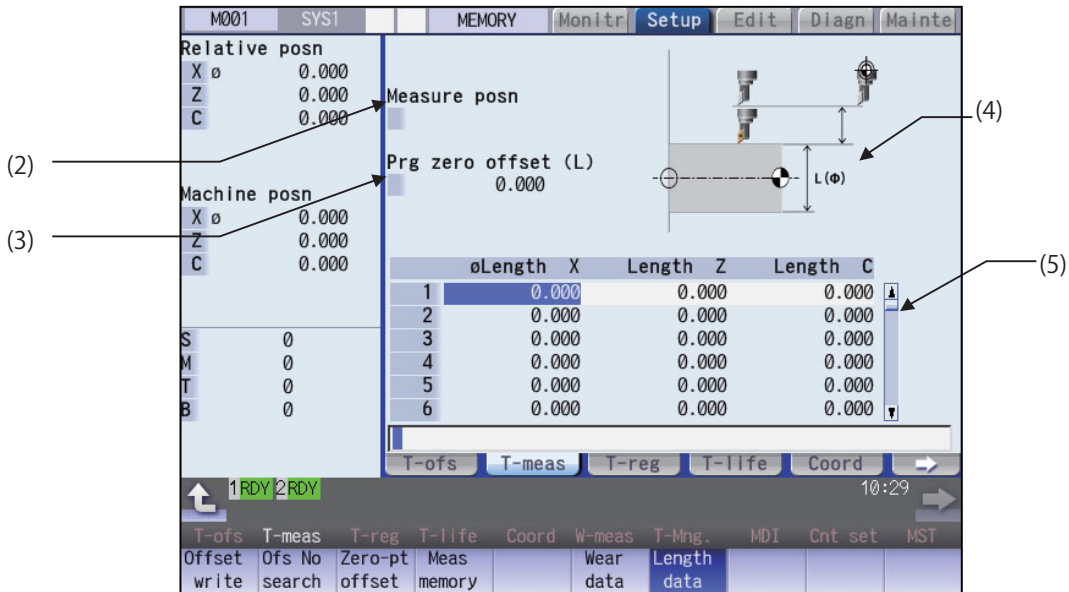 M001 SYS1 MEMORY Monitr Setup Edit Diagn Mainte
Relative posn
X ø 0.000
Z 0.000
C 0.000
Machine posn
X ø 0.000
Z 0.000
C 0.000
S 0
M 0
T 0
B 0
(2)
(3)
Measure posn
Prg zero offset (L)
0.000
L(Φ)
(4)
(5)
øLength X Length Z Length C
1 0.000 0.000 0.000
2 0.000 0.000 0.000
3 0.000 0.000 0.000
4 0.000 0.000 0.000
5 0.000 0.000 0.000
6 0.000 0.000 0.000
T-ofs T-meas T-reg T-life Coord
1 RDY 2 RDY 10:29
T-ofs T-meas T-reg T-life Coord W-meas T-Mng. MDI Cnt set MST
Offset Ofs No Zero-pt Meas Wear Length
write search offset memory data data